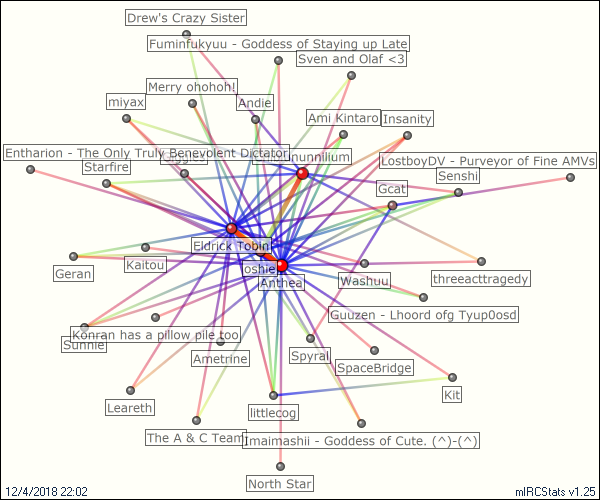 Drew's Crazy Sister
Fuminfukyuu - Goddess of Staying up Late
Sven and Olaf <3
Merry ohohoh!
miyax
Andie
Ami Kintaro
Insanity
Entharion - The Only Truly Benevolent Dictator
LostboyDV - Purveyor of Fine AMVs
Starfire
Senshi
Gcat
Eldrick Tobin
oshie
Anthea
Geran
Kaitou
Washuu
threeacttragedy
Guuzen - Lhoord ofg Tyup0osd
Konran has a pillow pile too
Sunnie
Ametrine
Spyral
SpaceBridge
Kit
Leareth
littlecog
The A & C Team
Imaimashii - Goddess of Cute. (^)-(^)
North Star
12/4/2018 22:02
mIRCStats v1.25